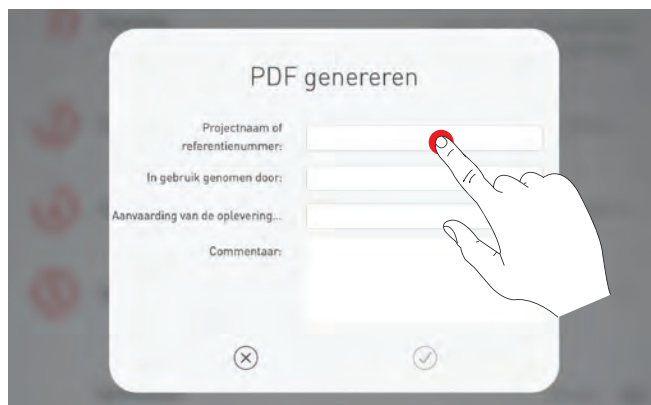 PDF genereren
Projectnaam of
referentienummer:
In gebruik genomen door:
Aanvaarding van de oplevering...
Commentaar: